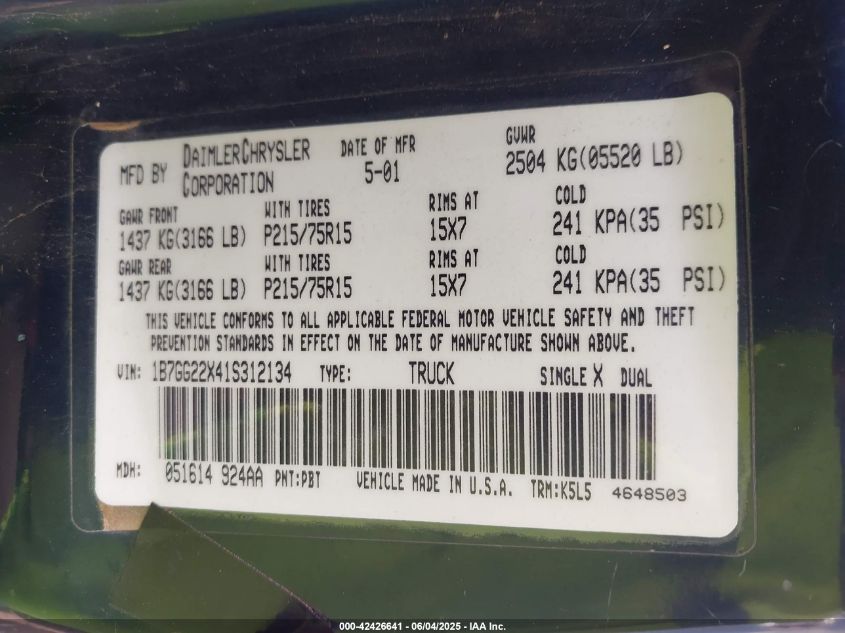 MFD BY DAIMLERCHRYSLER CORPORATION
DATE OF MFR
5-01
GVWR
2504 KG(05520 LB)
GAWR FRONT WITH TIRES RIMS AT COLD
1437 KG(3166 LB) P215/75R15 15X7 241 KPA(35 PSI)
GAWR REAR WITH TIRES RIMS AT COLD
1437 KG(3166 LB) P215/75R15 15X7 241 KPA(35 PSI)
THIS VEHICLE CONFORMS TO ALL APPLICABLE FEDERAL MOTOR VEHICLE SAFETY AND THEFT
PREVENTION STANDARDS IN EFFECT ON THE DATE OF MANUFACTURE SHOWN ABOVE.
VIN: 1B7GG22X41S312134 TYPE: TRUCK SINGLE X DUAL
MDH: 051614 924AA PNT:PBT VEHICLE MADE IN U.S.A. TRM:K5L5 4648503
000-42426641 - 06/04/2025 - IAA Inc.